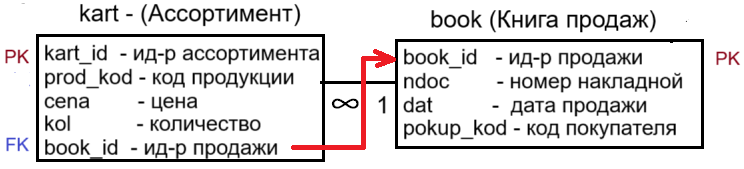 kart - (Ассортимент)
PK kart_id - ид-р ассортимента
prod_kod - код продукции
cena - цена
kol - количество
FK book_id - ид-р продажи
∞ 1
book (Книга продаж)
book_id - ид-р продажи PK
ndoc - номер накладной
dat - дата продажи
pokup_kod - код покупателя